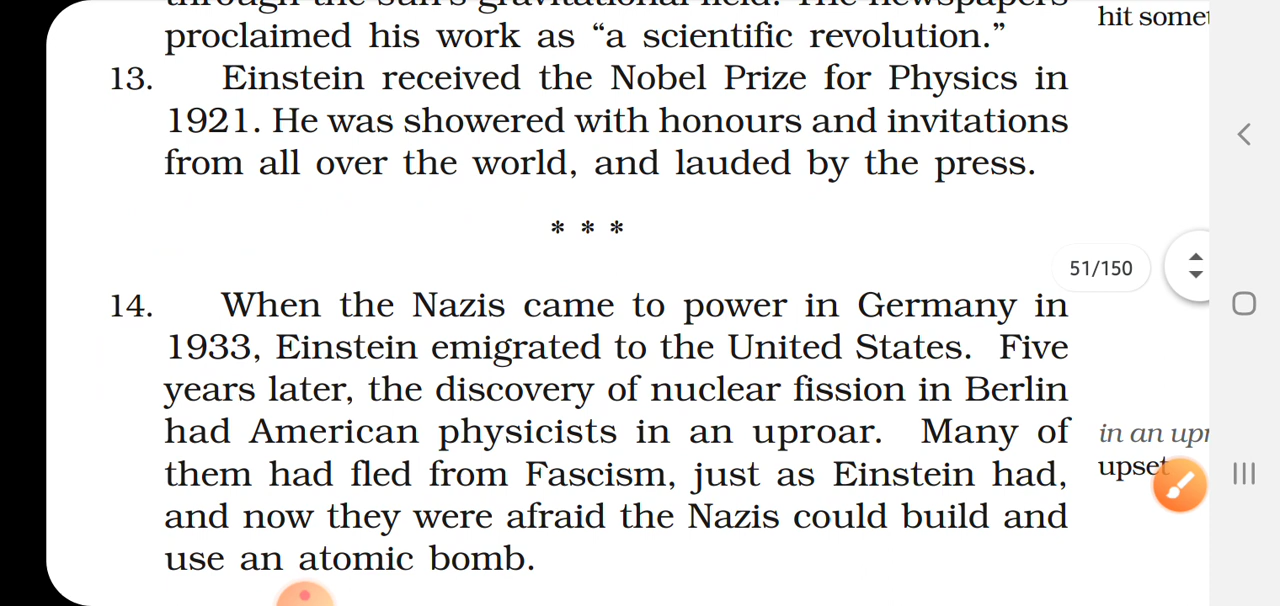 proclaimed his work as “a scientific revolution.”
hit some
13. Einstein received the Nobel Prize for Physics in
1921. He was showered with honours and invitations
from all over the world, and lauded by the press.
* * *
51/150
14. When the Nazis came to power in Germany in
1933, Einstein emigrated to the United States. Five
years later, the discovery of nuclear fission in Berlin
had American physicists in an uproar. Many of
in an upr
them had fled from Fascism, just as Einstein had,
upset
and now they were afraid the Nazis could build and
use an atomic bomb.